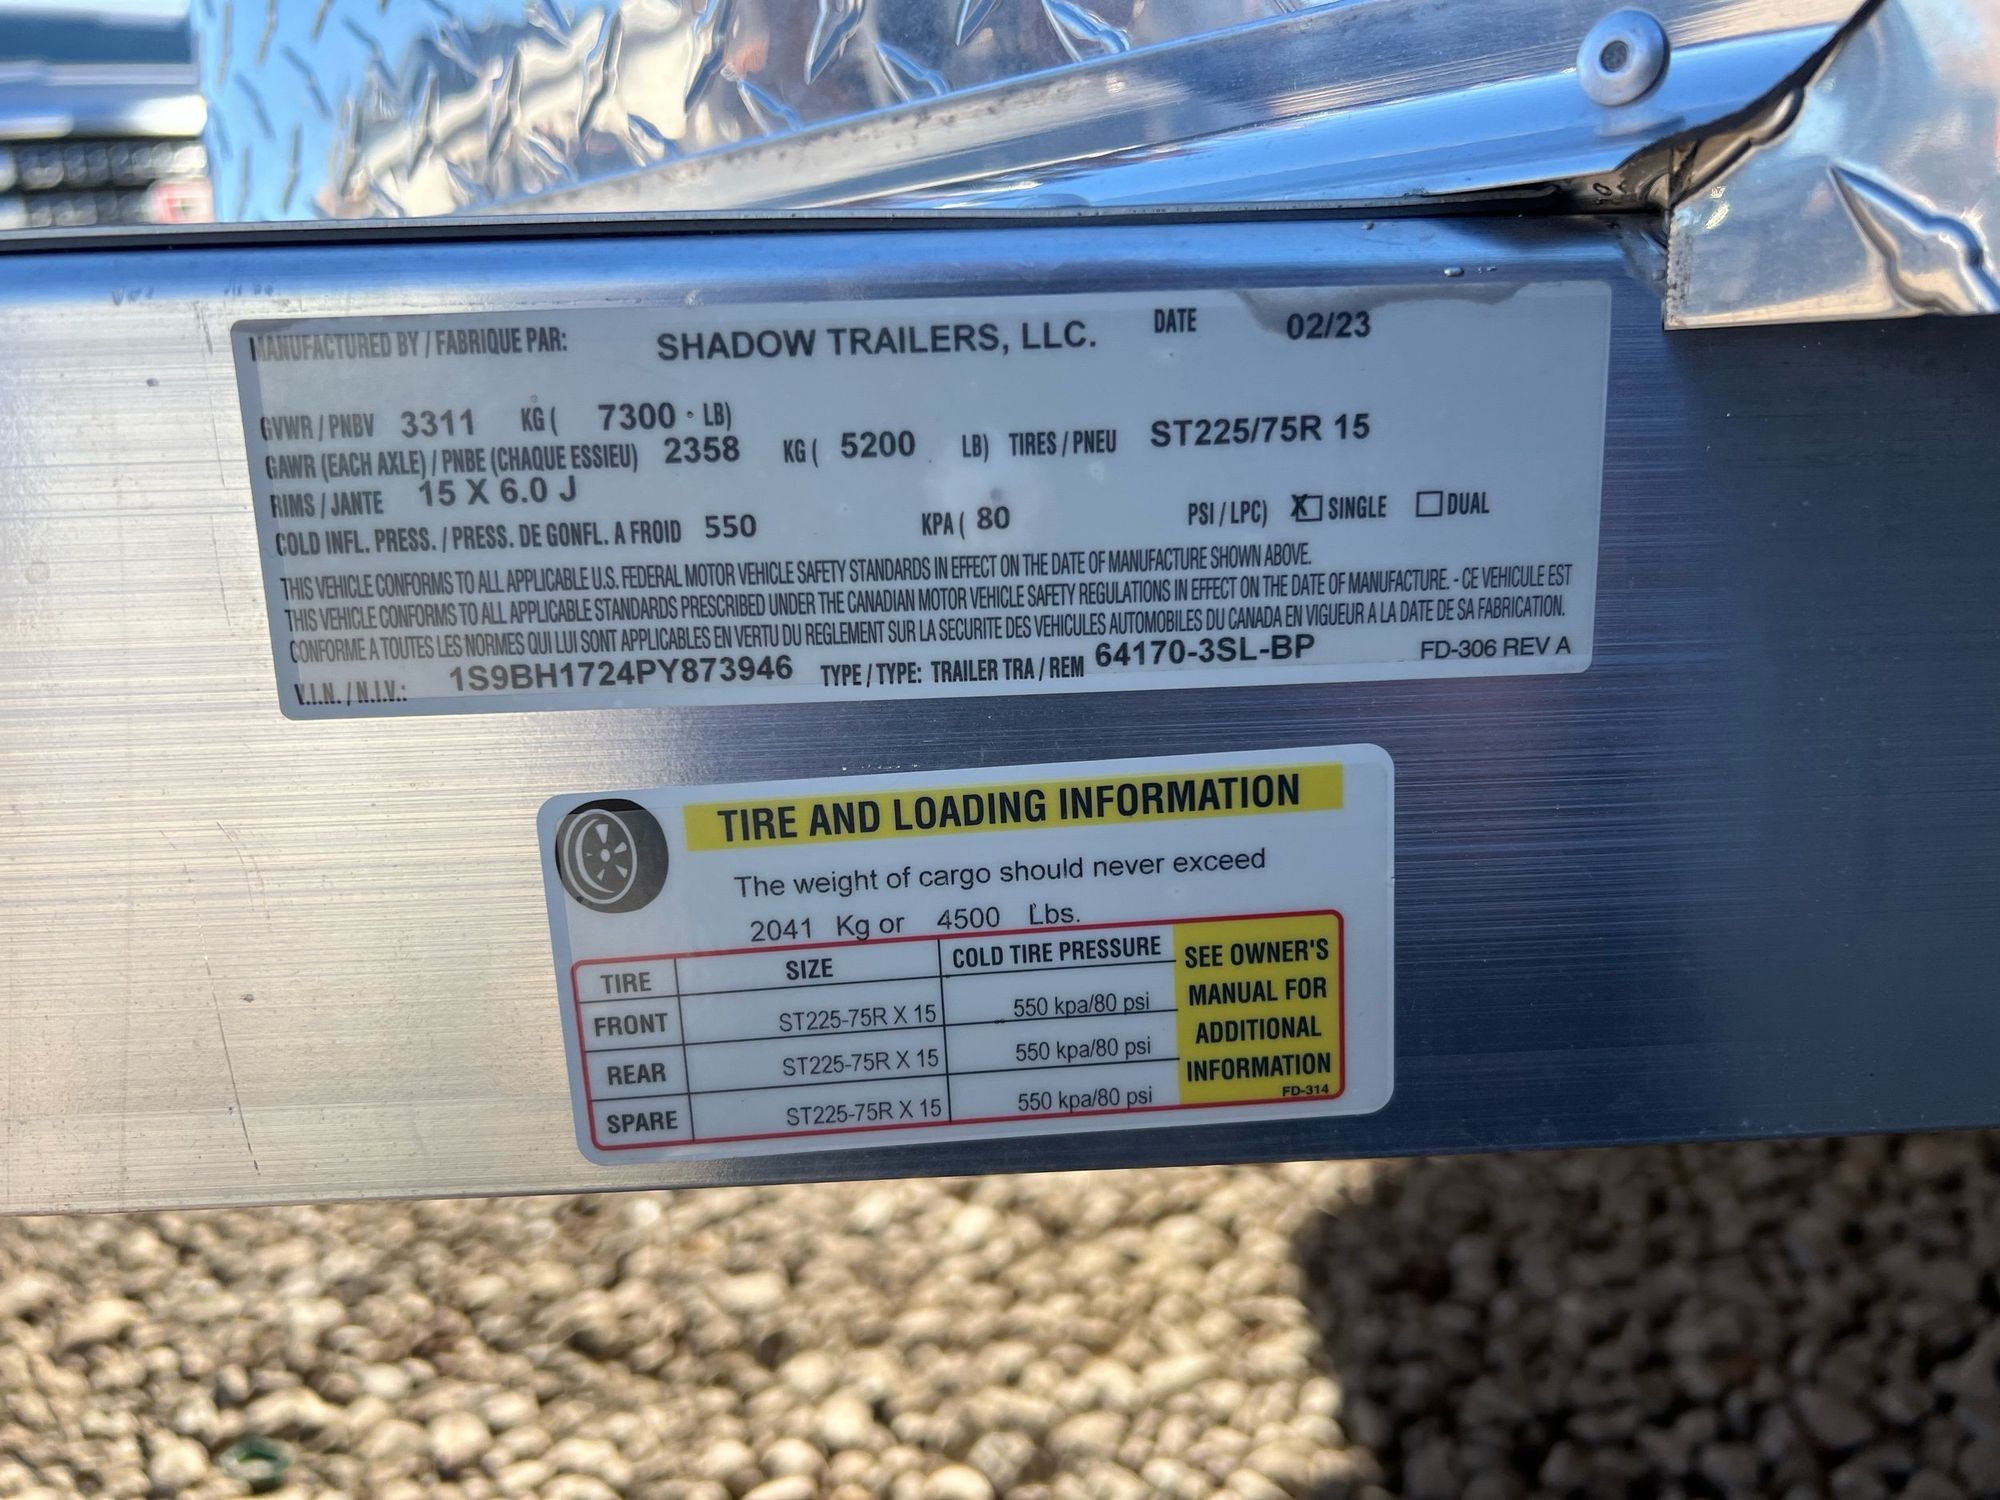 MANUFACTURED BY / FABRIQUE PAR: SHADOW TRAILERS, LLC. DATE 02/23
GVWR / PNBV 3311 KG ( 7300 LB)
GAWR (EACH AXLE) / PNBE (CHAQUE ESSIEU) 2358 KG ( 5200 LB) TIRES / PNEU ST225/75R 15
RIMS / JANTE 15 X 6.0 J
COLD INFL. PRESS. / PRESS. DE GONFL. A FROID 550 KPA ( 80 PSI / LPC) X SINGLE DUAL
THIS VEHICLE CONFORMS TO ALL APPLICABLE U.S. FEDERAL MOTOR VEHICLE SAFETY STANDARDS IN EFFECT ON THE DATE OF MANUFACTURE SHOWN ABOVE.
THIS VEHICLE CONFORMS TO ALL APPLICABLE STANDARDS PRESCRIBED UNDER THE CANADIAN MOTOR VEHICLE SAFETY REGULATIONS IN EFFECT ON THE DATE OF MANUFACTURE. - CE VEHICULE EST
CONFORME A TOUTES LES NORMES QUI LUI SONT APPLICABLES EN VERTU DU REGLEMENT SUR LA SECURITE DES VEHICULES AUTOMOBILES DU CANADA EN VIGUEUR A LA DATE DE SA FABRICATION.
V.I.N. / N.I.V.: 1S9BH1724PY873946 TYPE / TYPE: TRAILER TRA / REM 64170-3SL-BP FD-306 REV A
TIRE AND LOADING INFORMATION
The weight of cargo should never exceed
2041 Kg or 4500 Lbs.
TIRE SIZE COLD TIRE PRESSURE
FRONT ST225-75R X 15 550 kpa/80 psi
REAR ST225-75R X 15 550 kpa/80 psi
SPARE ST225-75R X 15 550 kpa/80 psi
SEE OWNER'S
MANUAL FOR
ADDITIONAL
INFORMATION
FD-314